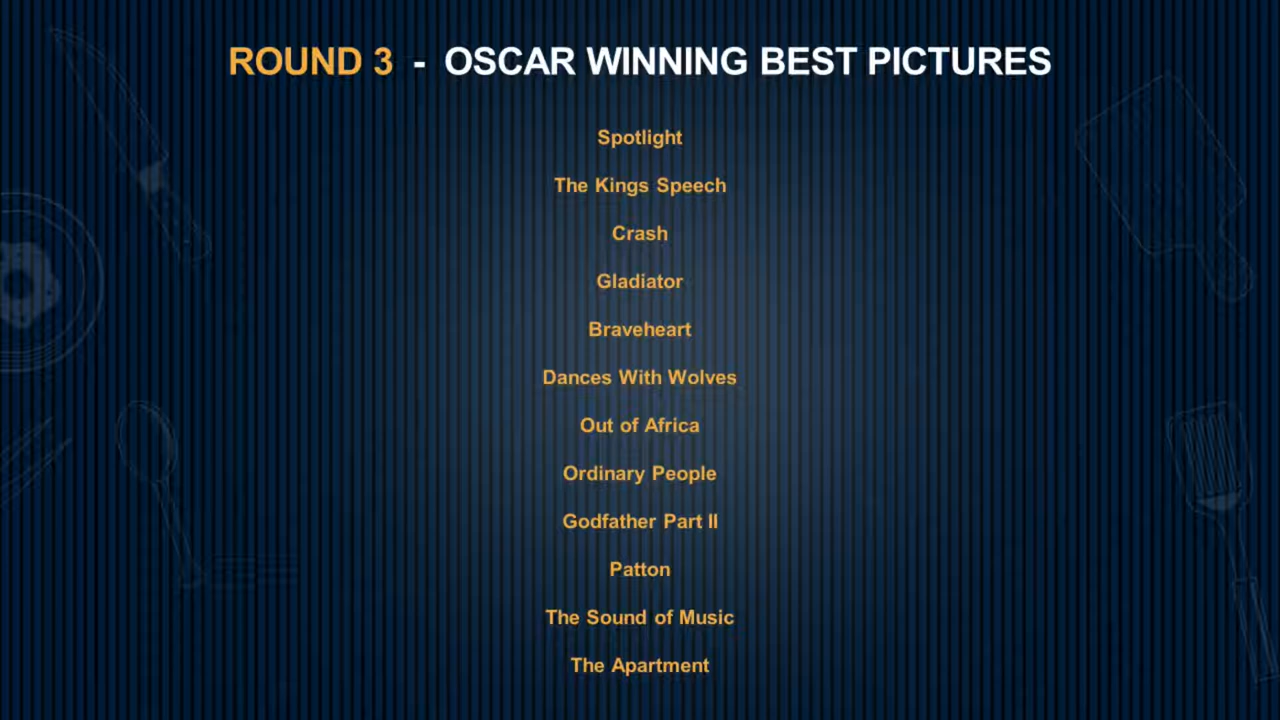 ROUND 3 - OSCAR WINNING BEST PICTURES
Spotlight
The Kings Speech
Crash
Gladiator
Braveheart
Dances With Wolves
Out of Africa
Ordinary People
Godfather Part II
Patton
The Sound of Music
The Apartment